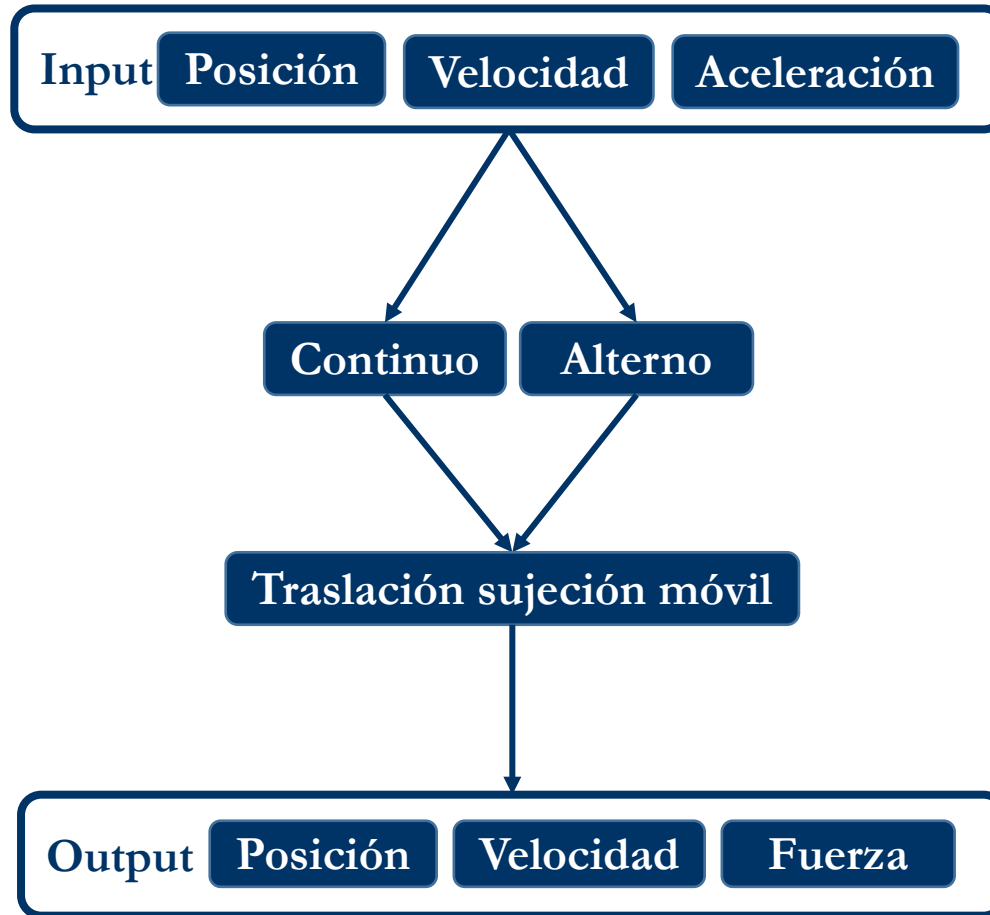 Input Posición Velocidad Aceleración
Continuo Alterno
Traslación sujeción móvil
Output Posición Velocidad Fuerza